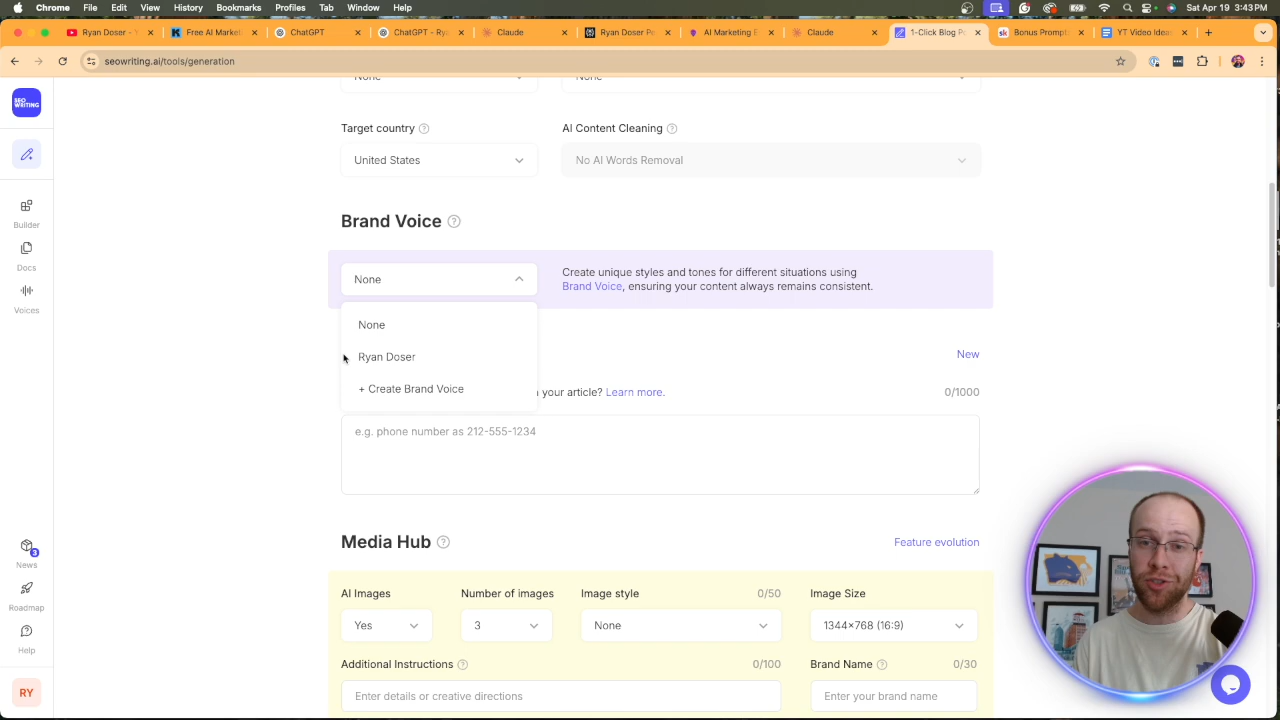 Chrome File Edit View History Bookmarks Profiles Tab Window Help
Sat Apr 19
Ryan Doser - Y
Free AI Market
ChatGPT
ChatGPT - Rya
Claude
Ryan Doser Pe
AI Marketing E
Claude
1-Click Blog Po
Bonus Prompt
YT Video Ideas
seowriting.ai/tools/generation
SEO
WRITING
None
None
Target country
AI Content Cleaning
United States
No AI Words Removal
Builder
Brand Voice
Docs
None
Create unique styles and tones for different situations using
Brand Voice, ensuring your content always remains consistent.
Voices
None
Ryan Doser
New
+ Create Brand Voice
your article? Learn more.
0/1000
e.g. phone number as 212-555-1234
Media Hub
Feature evolution
3
News
AI Images
Number of images
Image style
0/50
Image Size
Roadmap
Yes
3
None
1344×768 (16:9)
Help
Additional Instructions
0/100
Brand Name
0/30
RY
Enter details or creative directions
Enter your brand name